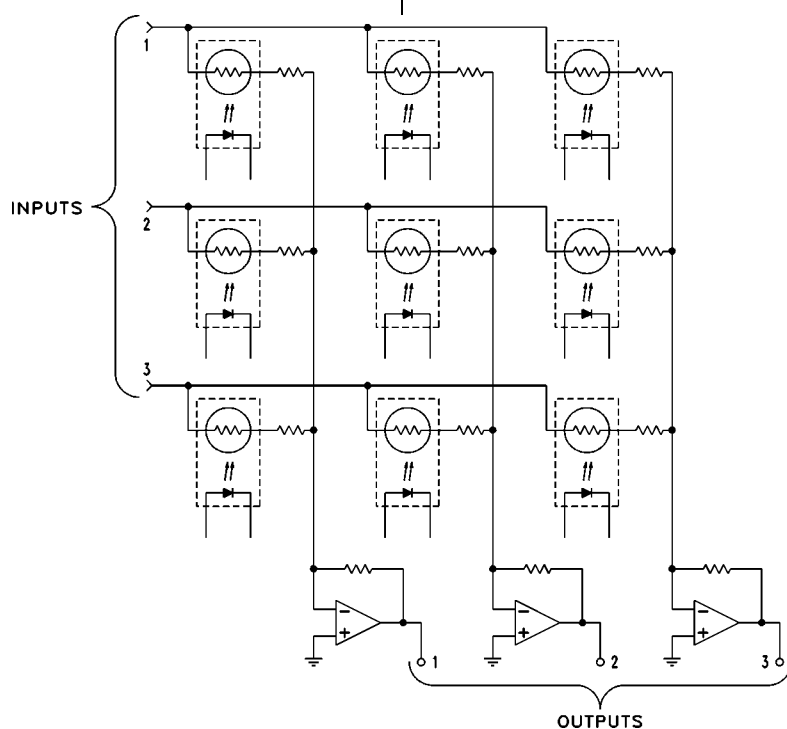 1
INPUTS
2
3
− − −
+ + +
1 2 3
OUTPUTS